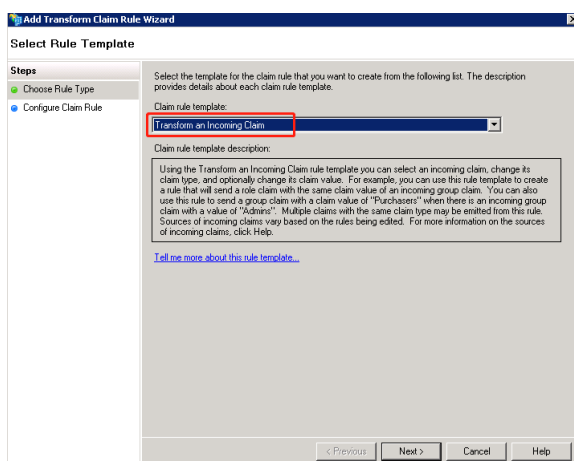 Add Transform Claim Rule Wizard
Select Rule Template
Steps
Choose Rule Type
Configure Claim Rule
Select the template for the claim rule that you want to create from the following list. The description
provides details about each claim rule template.
Claim rule template:
Transform an Incoming Claim
Claim rule template description:
Using the Transform an Incoming Claim rule template you can select an incoming claim, change its
claim type, and optionally change its claim value. For example, you can use this rule template to create
a rule that will send a role claim with the same claim value of an incoming group claim. You can also
use this rule to send a group claim with a claim value of "Purchasers" when there is an incoming group
claim with a value of "Admins". Multiple claims with the same claim type may be emitted from this rule.
Sources of incoming claims vary based on the rules being edited. For more information on the sources
of incoming claims, click Help.
Tell me more about this rule template...
< Previous
Next >
Cancel
Help